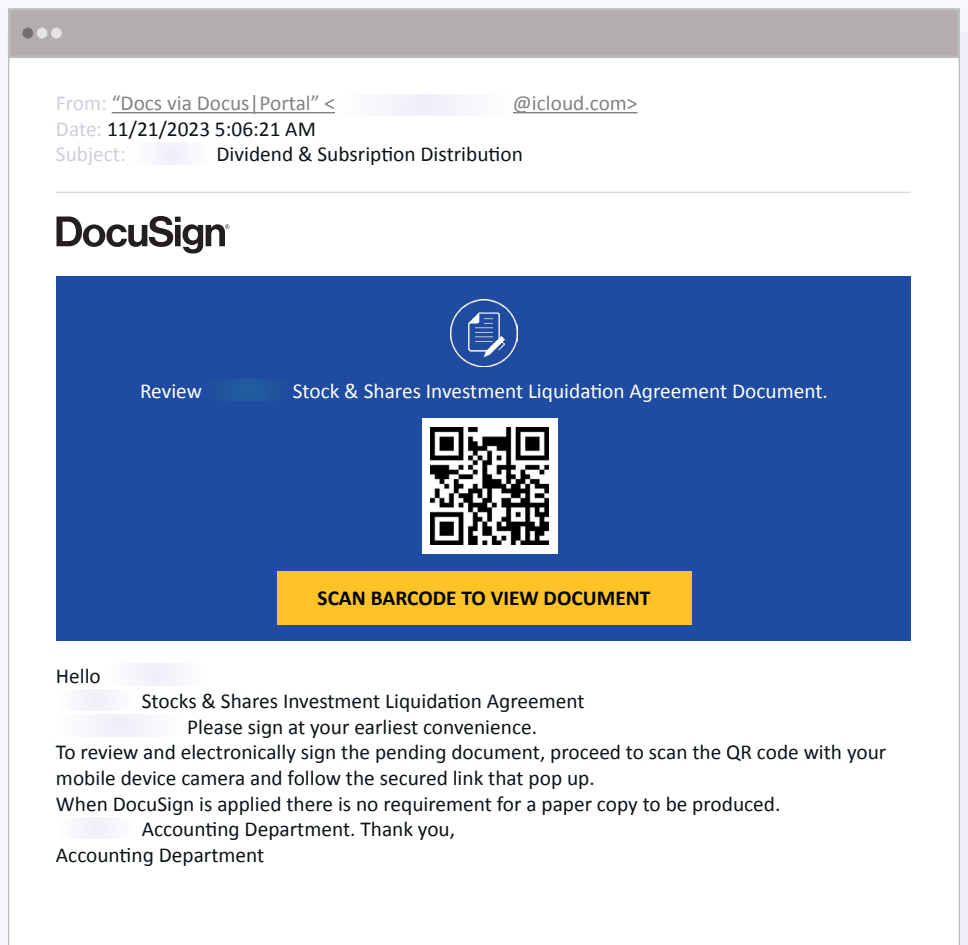 From: “Docs via Docus|Portal” < @icloud.com>
Date: 11/21/2023 5:06:21 AM
Subject: Dividend & Subsription Distribution
DocuSign®
Review Stock & Shares Investment Liquidation Agreement Document.
SCAN BARCODE TO VIEW DOCUMENT
Hello
Stocks & Shares Investment Liquidation Agreement
Please sign at your earliest convenience.
To review and electronically sign the pending document, proceed to scan the QR code with your
mobile device camera and follow the secured link that pop up.
When DocuSign is applied there is no requirement for a paper copy to be produced.
Accounting Department. Thank you,
Accounting Department